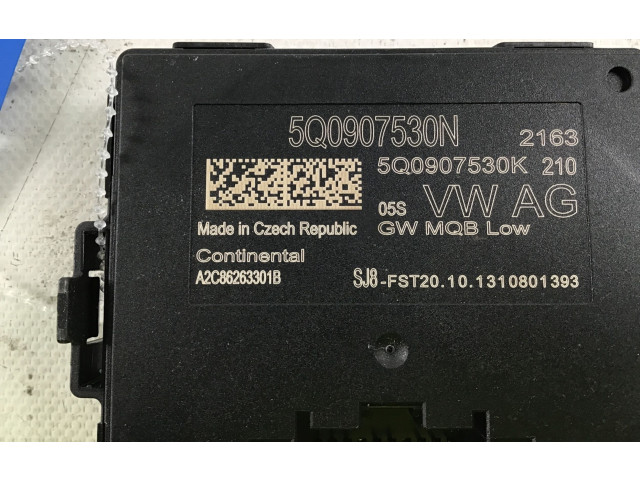 5Q0907530N 2163
5Q0907530K 210
05S VW AG
Made in Czech Republic GW MQB Low
Continental
A2C86263301B SJ8-FST20.10.1310801393